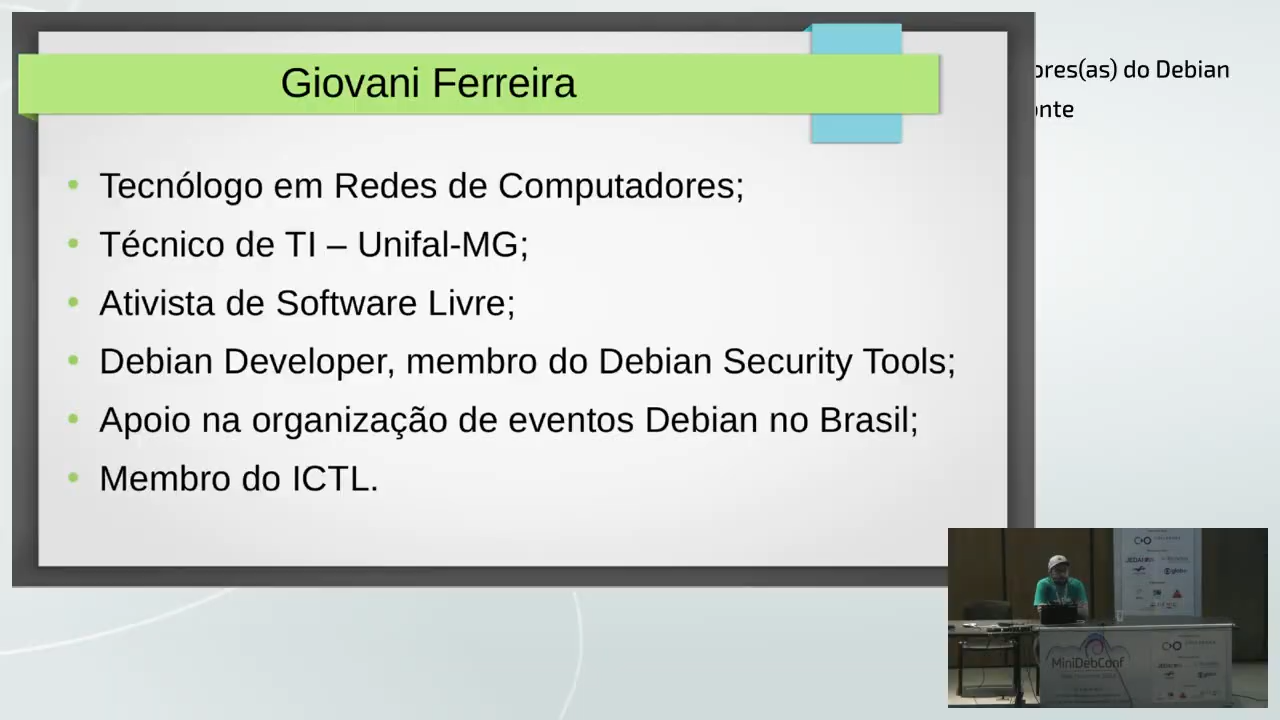 Giovani Ferreira
ores(as) do Debian
onte
Tecnólogo em Redes de Computadores;
Técnico de TI – Unifal-MG;
Ativista de Software Livre;
Debian Developer, membro do Debian Security Tools;
Apoio na organização de eventos Debian no Brasil;
Membro do ICTL.
globo
MiniDebConf